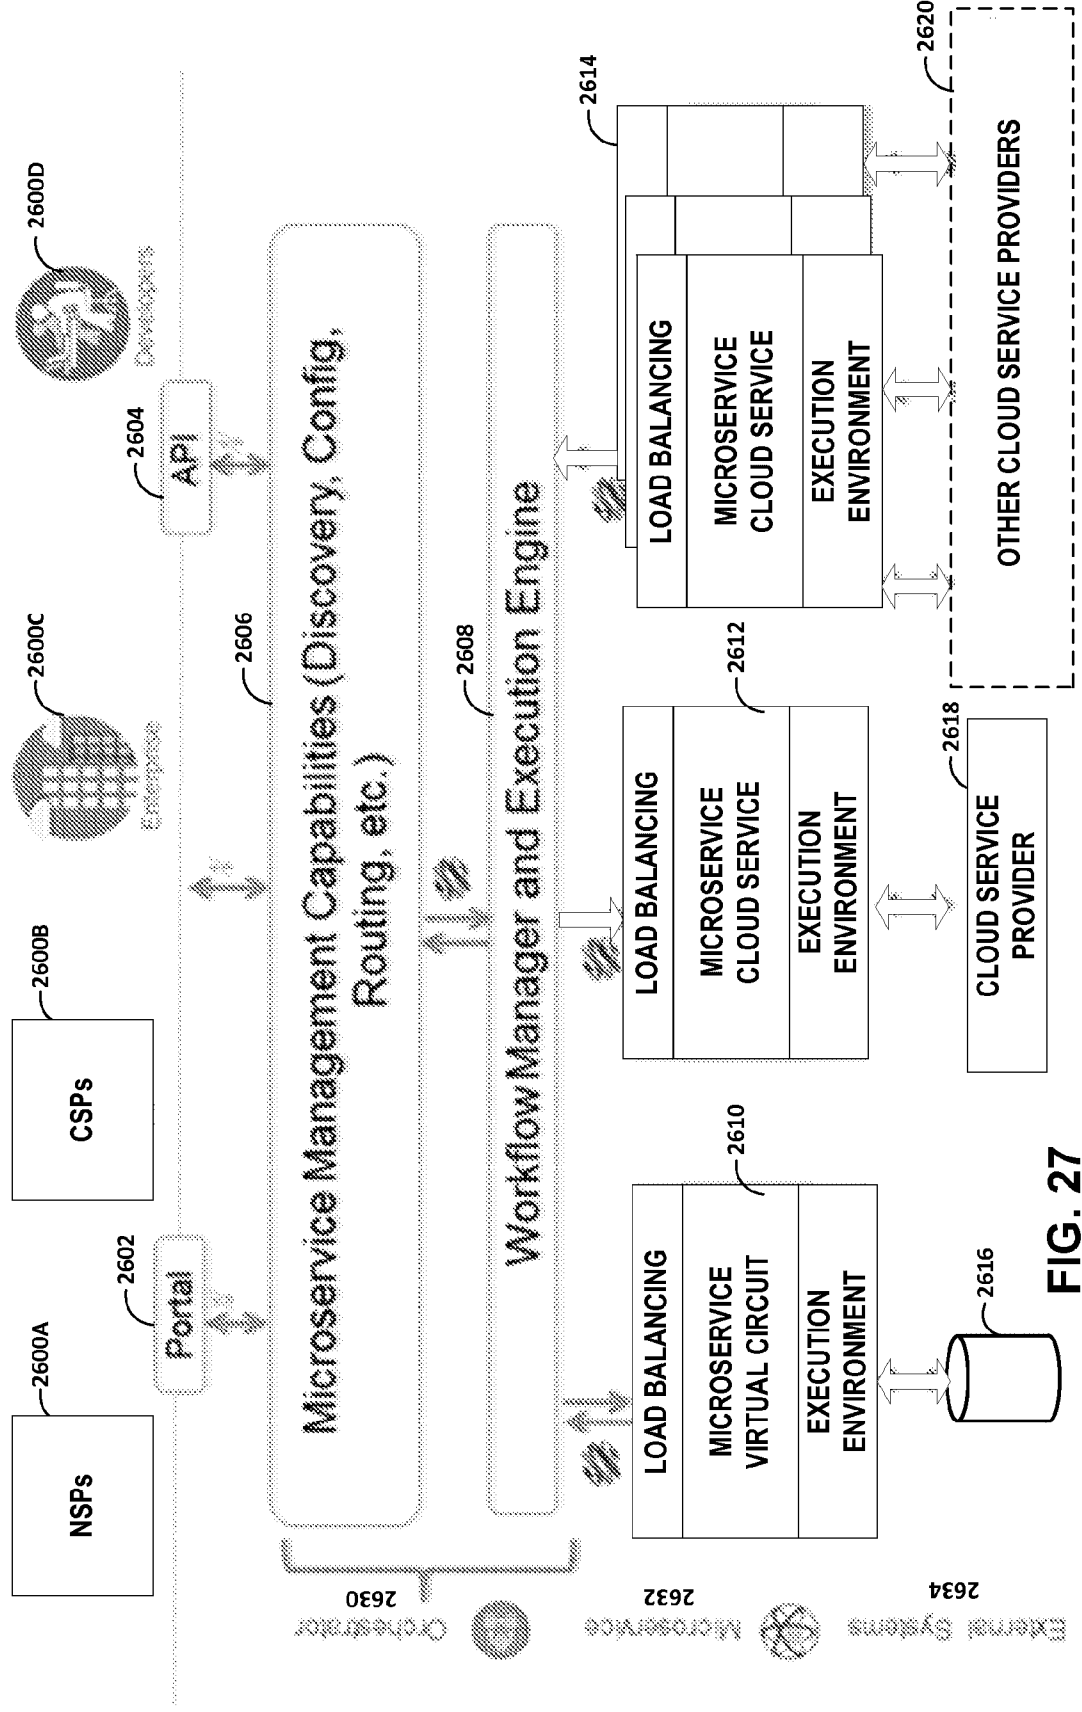 NSPs
2600A
CSPs
2600B
Enterprise
2600C
Developers
2600D
Portal
2602
API
2604
Microservice Management Capabilities (Discovery, Config,
Routing, etc.)
2606
Workflow Manager and Execution Engine
2608
Orchestrator
2630
Microservice
2632
External Systems
2634
LOAD BALANCING
MICROSERVICE
VIRTUAL CIRCUIT
EXECUTION
ENVIRONMENT
2610
LOAD BALANCING
MICROSERVICE
CLOUD SERVICE
EXECUTION
ENVIRONMENT
2612
LOAD BALANCING
MICROSERVICE
CLOUD SERVICE
EXECUTION
ENVIRONMENT
2614
2616
CLOUD SERVICE
PROVIDER
2618
OTHER CLOUD SERVICE PROVIDERS
2620
FIG. 27